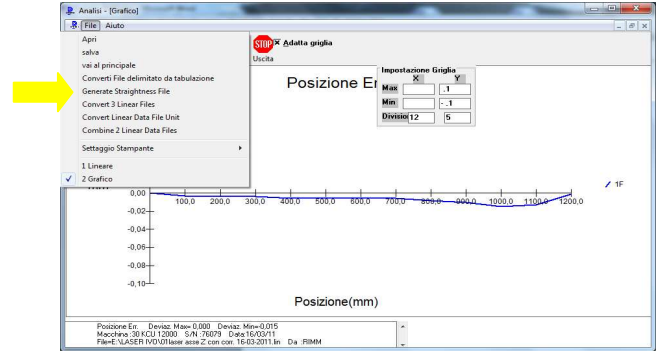 Analisi - [Grafico]
File Aiuto
Apri
salva
vai al principale
Converti File delimitato da tabulazione
Generate Straightness File
Convert 3 Linear Files
Convert Linear Data File Unit
Combine 2 Linear Data Files
Settaggio Stampante
1 Lineare
2 Grafico
STOP
Adatta griglia
Uscita
Posizione Er
Impostazione Griglia
X Y
Max .1
Min -.1
Divisio 12 5
1F
0,00
100,0 200,0 300,0 400,0 500,0 600,0 700,0 800,0 900,0 1000,0 1100,0 1200,0
-0,02
-0,04
-0,06
-0,08
-0,10
Posizione(mm)
Posizione Err. Deviaz. Max= 0,000 Deviaz. Min=-0,015
Macchina :30 KCU 12000 S/N :76079 Data:16/03/11
File=E:\LASER IVO\01laser asse Z con corr. 16-03-2011.lin Da :RIMM